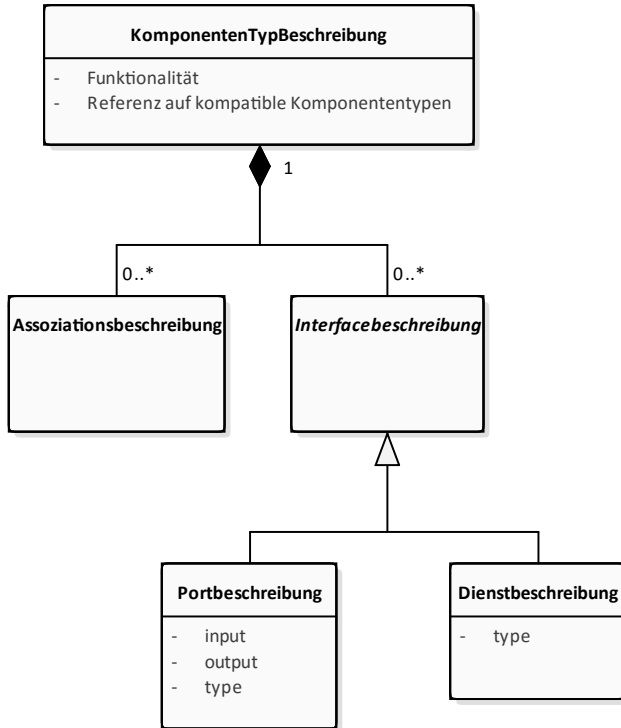 KomponentenTypBeschreibung
- Funktionalität
- Referenz auf kompatible Komponententypen
1
0..*
0..*
Assoziationsbeschreibung
Interfacebeschreibung
Portbeschreibung
- input
- output
- type
Dienstbeschreibung
- type